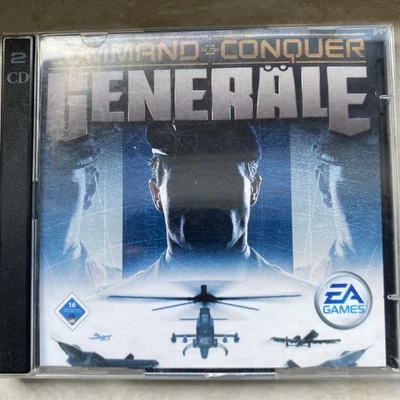 2
CD
COMMAND & CONQUER
GENERÄLE
16
EA
GAMES